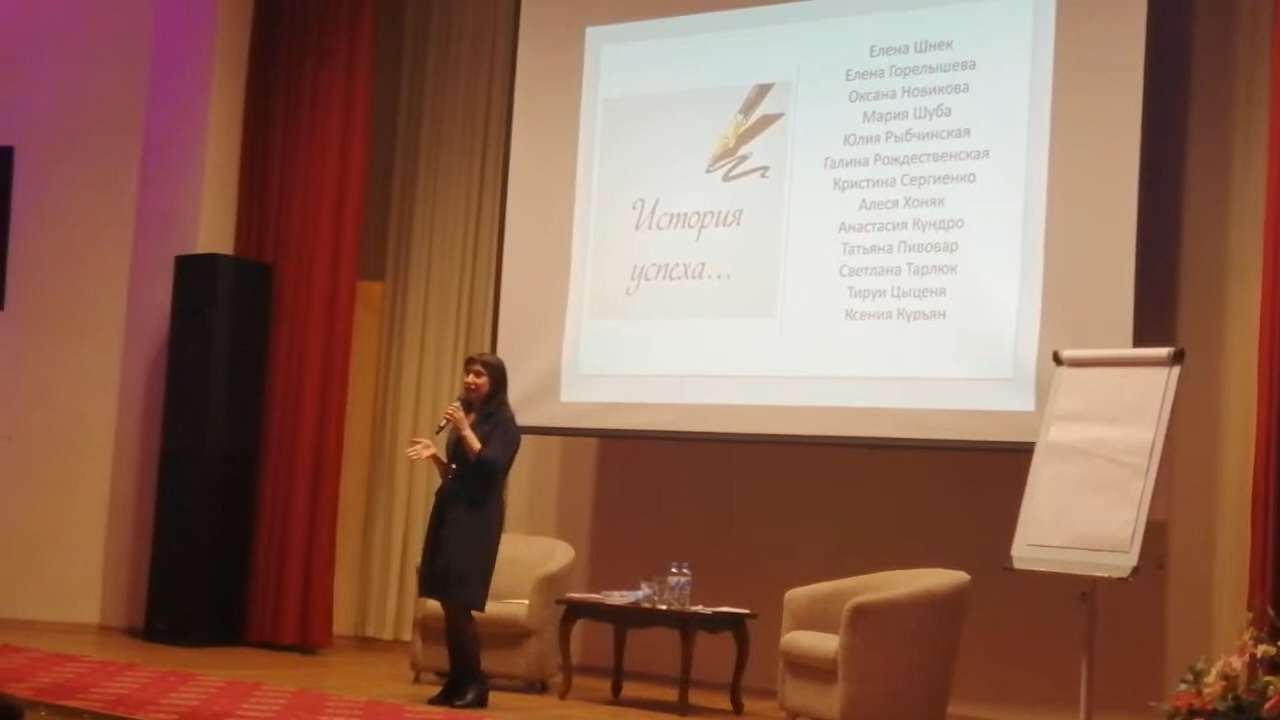 История
успеха...
Елена Шнек
Елена Горелышева
Оксана Новикова
Мария Шуба
Юлия Рыбчинская
Галина Рождественская
Кристина Сергиенко
Алеся Хоняк
Анастасия Кундро
Татьяна Пивовар
Светлана Тарлюк
Тируи Цыценя
Ксения Курьян